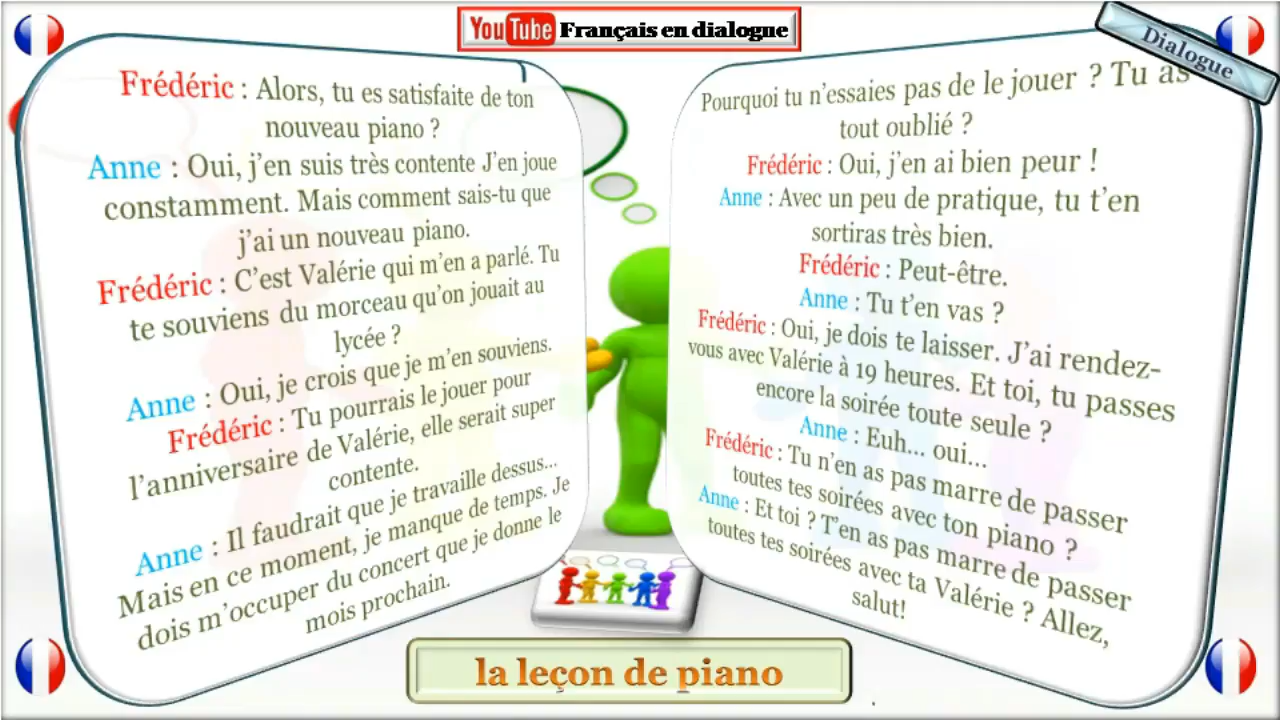 YouTube Français en dialogue
Dialogue
Frédéric : Alors, tu es satisfaite de ton
nouveau piano ?
Anne : Oui, j'en suis très contente J'en joue
constamment. Mais comment sais-tu que
j'ai un nouveau piano.
Frédéric : C'est Valérie qui m'en a parlé. Tu
te souviens du morceau qu'on jouait au
lycée ?
Anne : Oui, je crois que je m'en souviens.
Frédéric : Tu pourrais le jouer pour
l'anniversaire de Valérie, elle serait super
contente.
Anne : Il faudrait que je travaille dessus...
Mais en ce moment, je manque de temps. Je
dois m'occuper du concert que je donne le
mois prochain.
Pourquoi tu n'essaies pas de le jouer ? Tu as
tout oublié ?
Frédéric : Oui, j'en ai bien peur !
Anne : Avec un peu de pratique, tu t'en
sortiras très bien.
Frédéric : Peut-être.
Anne : Tu t'en vas ?
Frédéric : Oui, je dois te laisser. J'ai rendez-
vous avec Valérie à 19 heures. Et toi, tu passes
encore la soirée toute seule ?
Anne : Euh... oui...
Frédéric : Tu n'en as pas marre de passer
toutes tes soirées avec ton piano ?
Anne : Et toi ? T'en as pas marre de passer
toutes tes soirées avec ta Valérie ? Allez,
salut!
la leçon de piano